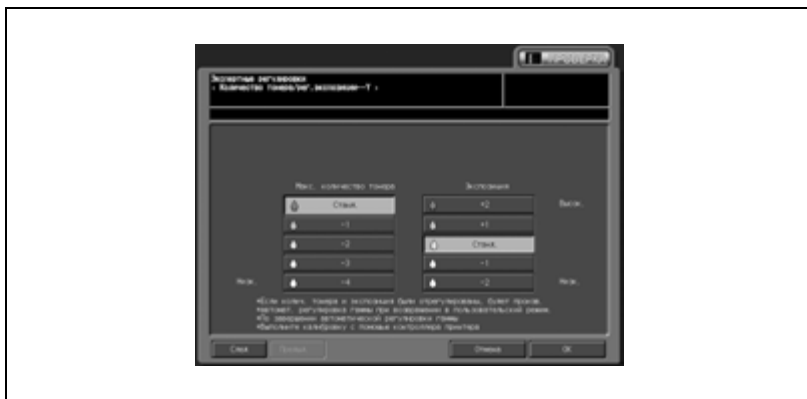 Экспертные регулировки
‹ Количество тонера/рег.экспозиции--Y ›
Макс. количество тонера
Экспозиция
Станд.
+2
Высок.
-1
+1
-2
Станд.
-3
-1
Низк.
-4
-2
Низк.
*Если колич. тонера и экспозиция были отрегулированы, будет произв.
*автомат. регулировка гаммы при возвращении в пользовательский режим.
*По завершении автоматической регулировки гаммы
*Выполните калибровку с помощью контроллера принтера
Отмена
OK